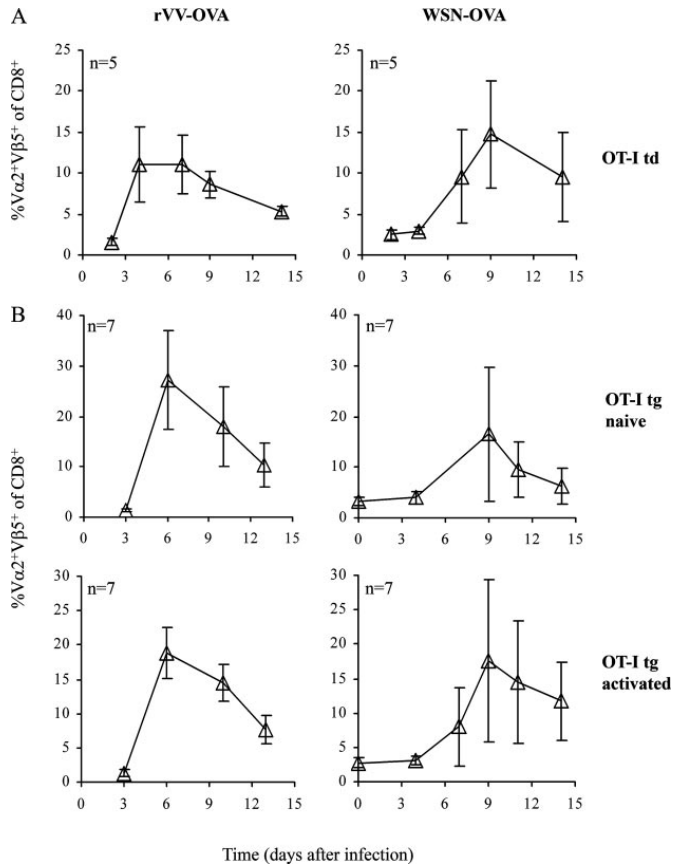 A
rVV-OVA
WSN-OVA
%Vα2⁺Vβ5⁺ of CD8⁺
25
20
15
10
5
0
n=5
0 3 6 9 12 15
25
20
15
10
5
0
n=5
0 3 6 9 12 15
OT-I td
B
%Vα2⁺Vβ5⁺ of CD8⁺
40
30
20
10
0
n=7
0 3 6 9 12 15
40
30
20
10
0
n=7
0 3 6 9 12 15
OT-I tg
naive
30
25
20
15
10
5
0
n=7
0 3 6 9 12 15
30
25
20
15
10
5
0
n=7
0 3 6 9 12 15
OT-I tg
activated
Time (days after infection)